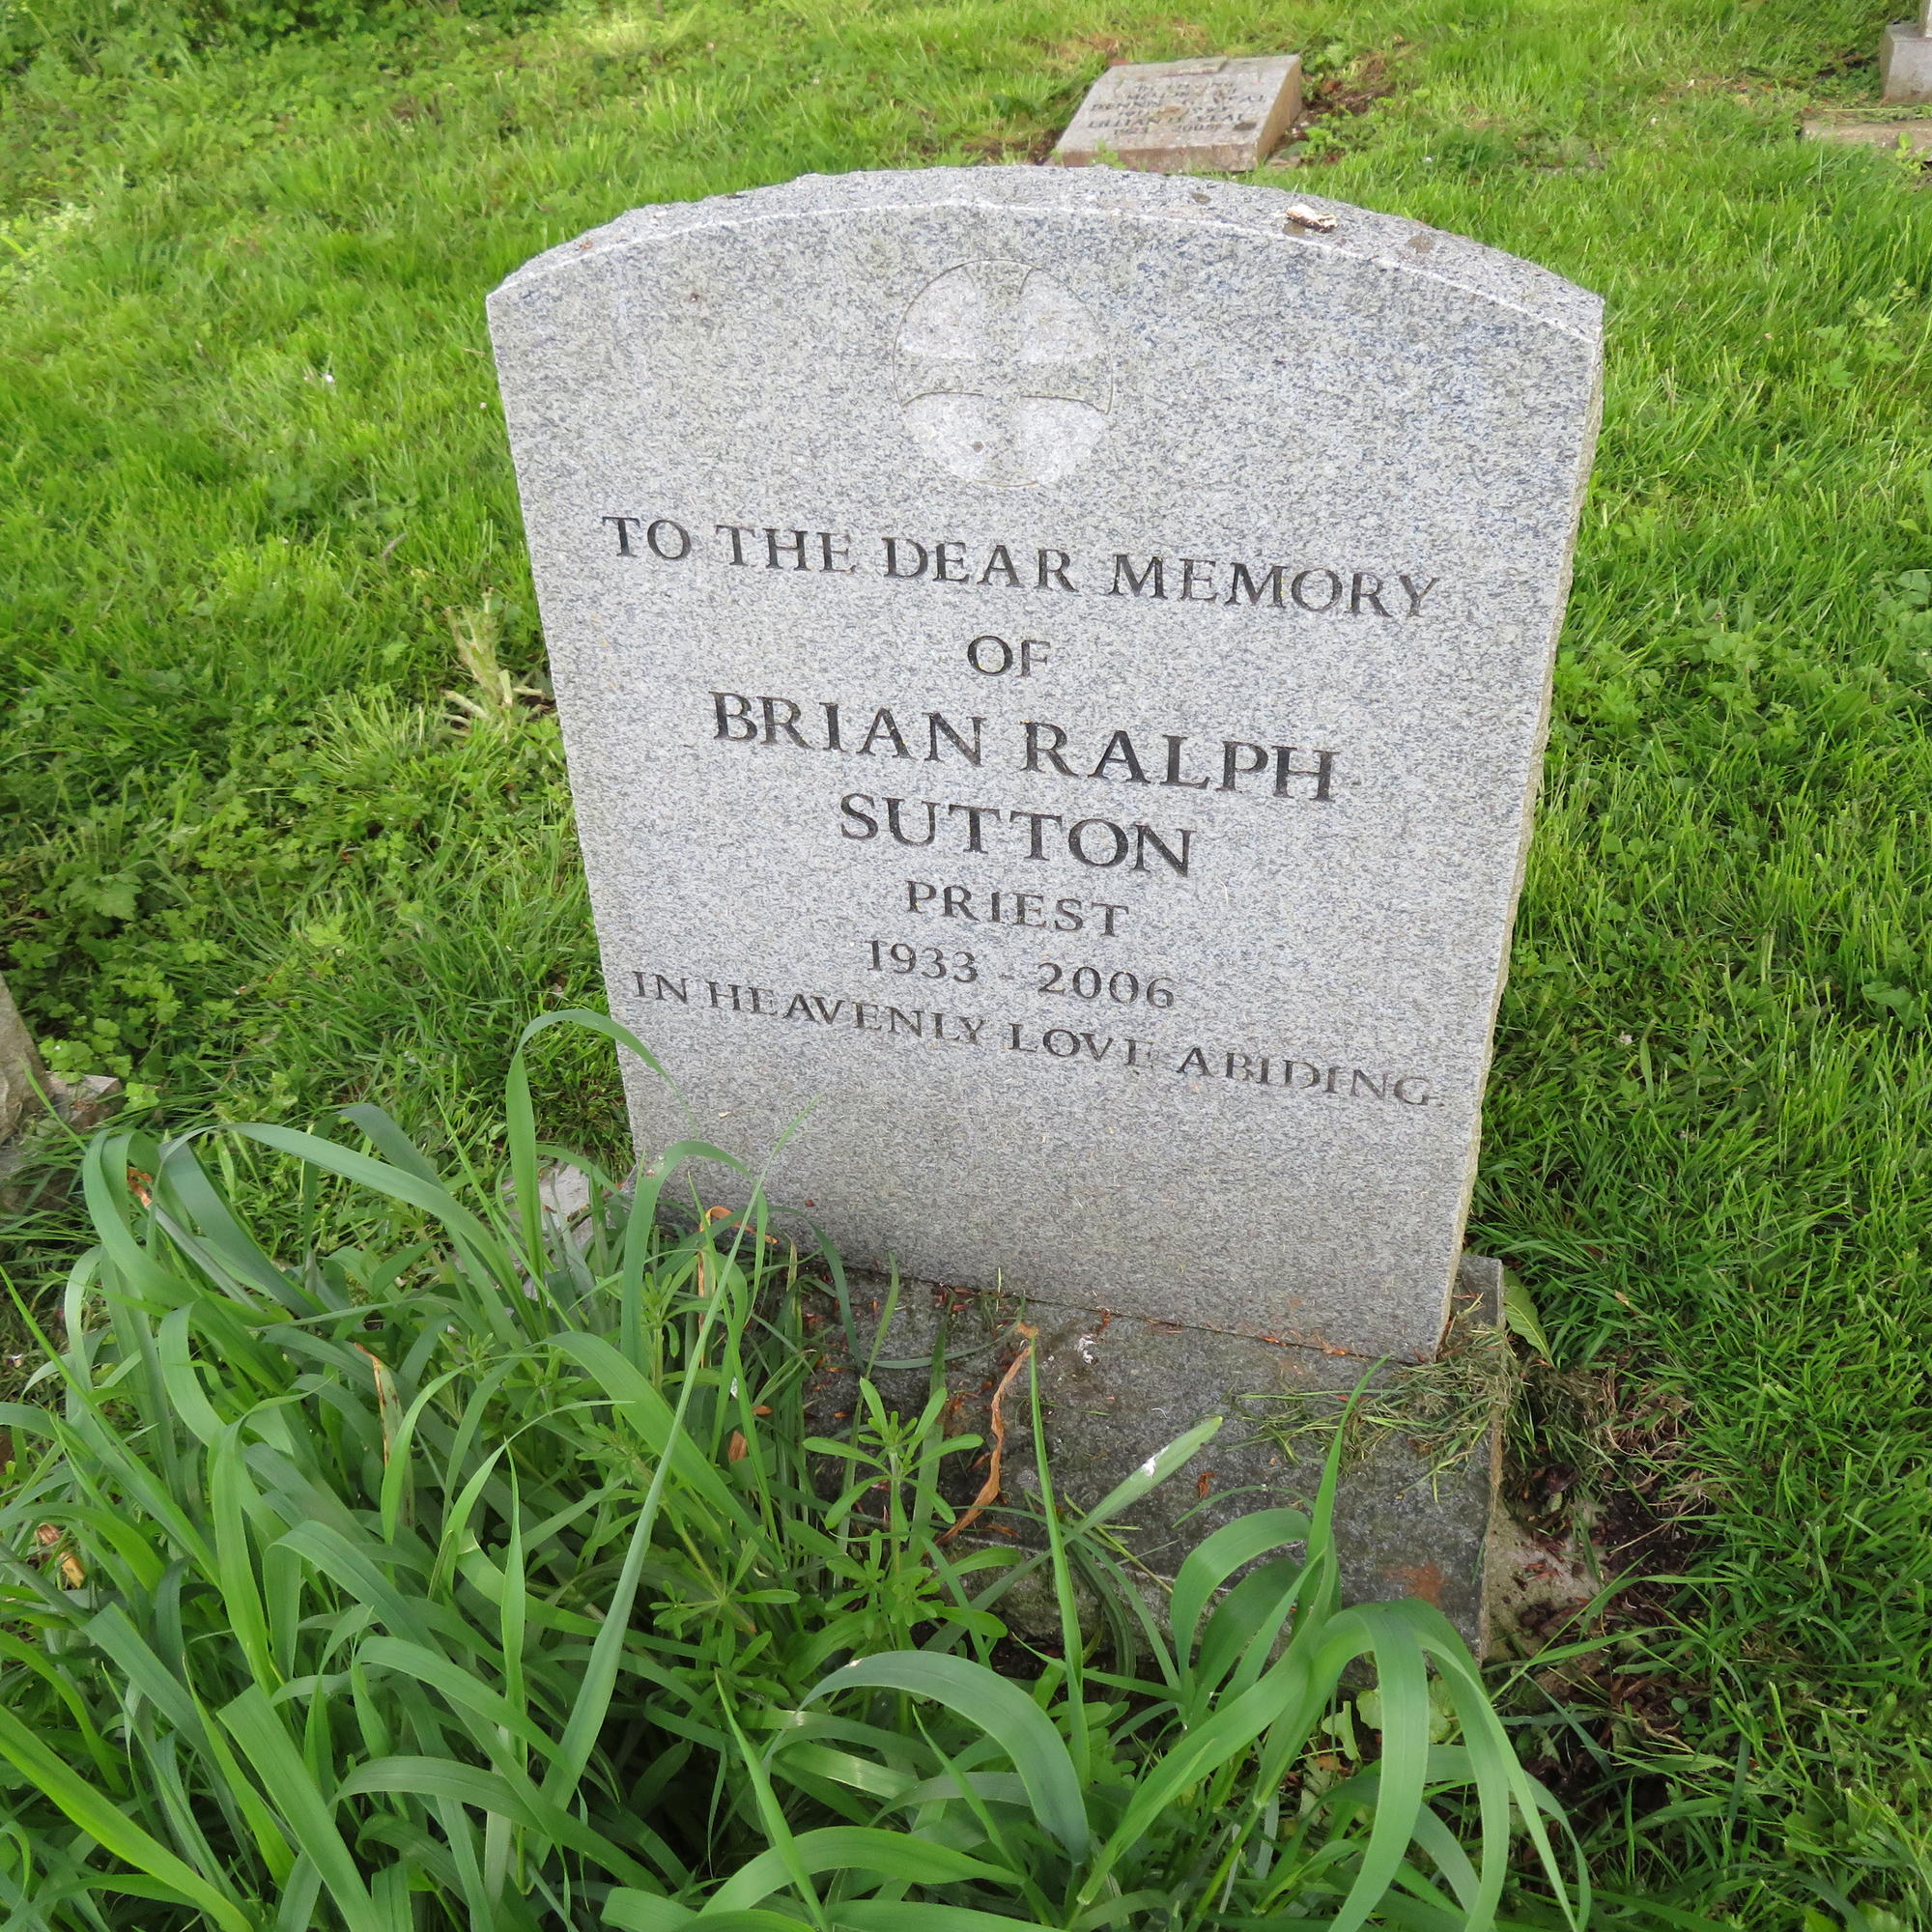 TO THE DEAR MEMORY
OF
BRIAN RALPH
SUTTON
PRIEST
1933 - 2006
IN HEAVENLY LOVE ABIDING.